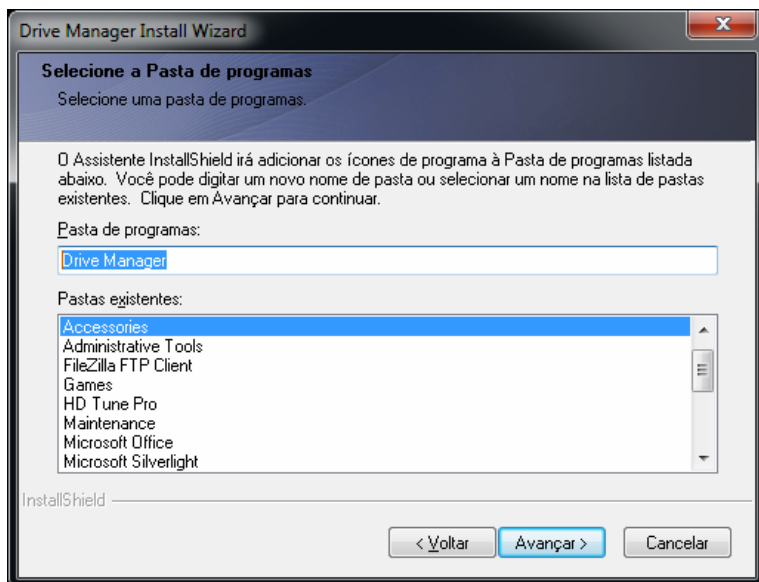 Drive Manager Install Wizard
Selecione a Pasta de programas
Selecione uma pasta de programas.
O Assistente InstallShield irá adicionar os ícones de programa à Pasta de programas listada
abaixo. Você pode digitar um novo nome de pasta ou selecionar um nome na lista de pastas
existentes. Clique em Avançar para continuar.
Pasta de programas:
Drive Manager
Pastas existentes:
Accessories
Administrative Tools
FileZilla FTP Client
Games
HD Tune Pro
Maintenance
Microsoft Office
Microsoft Silverlight
InstallShield
< Voltar Avançar > Cancelar